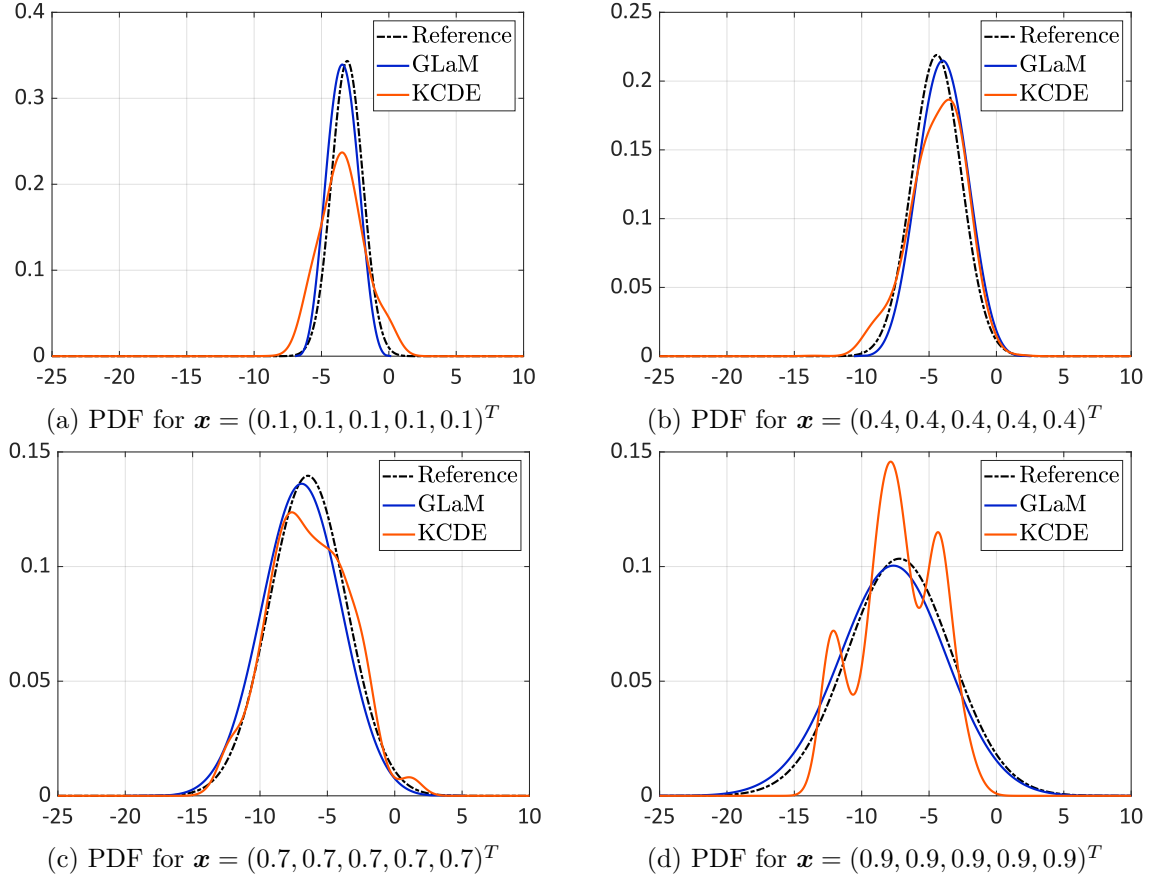 0.4
0.3
0.2
0.1
0
-25 -20 -15 -10 -5 0 5 10
Reference
GLaM
KCDE
(a) PDF for x = (0.1, 0.1, 0.1, 0.1, 0.1)^T
0.25
0.2
0.15
0.1
0.05
0
-25 -20 -15 -10 -5 0 5 10
Reference
GLaM
KCDE
(b) PDF for x = (0.4, 0.4, 0.4, 0.4, 0.4)^T
0.15
0.1
0.05
0
-25 -20 -15 -10 -5 0 5 10
Reference
GLaM
KCDE
(c) PDF for x = (0.7, 0.7, 0.7, 0.7, 0.7)^T
0.15
0.1
0.05
0
-25 -20 -15 -10 -5 0 5 10
Reference
GLaM
KCDE
(d) PDF for x = (0.9, 0.9, 0.9, 0.9, 0.9)^T